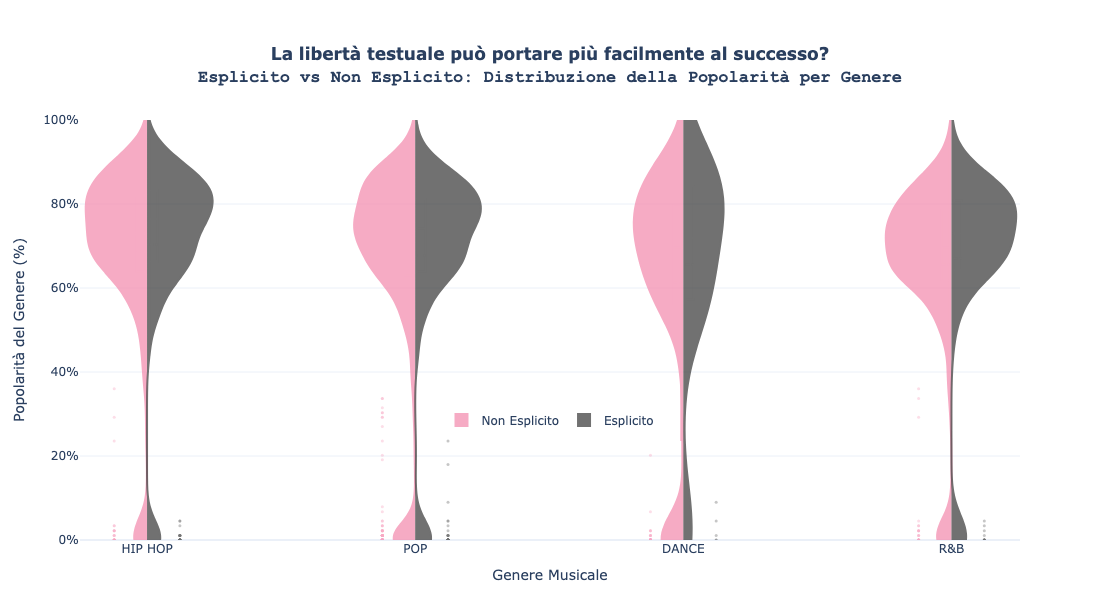 La libertà testuale può portare più facilmente al successo?
Esplicito vs Non Esplicito: Distribuzione della Popolarità per Genere
100%
80%
60%
40%
20%
0%
Popolarità del Genere (%)
Non Esplicito
Esplicito
HIP HOP
POP
DANCE
R&B
Genere Musicale